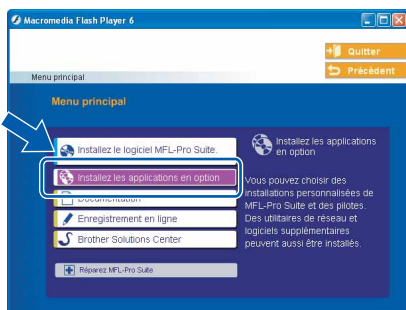 Macromedia Flash Player 6
Quitter
Précédent
Menu principal
Menu principal
Installez le logiciel MFL-Pro Suite.
Installez les applications en option
Documentation
Enregistrement en ligne
Brother Solutions Center
Réparez MFL-Pro Suite
Installez les applications
en option
Vous pouvez choisir des
installations personnalisées de
MFL-Pro Suite et des pilotes.
Des utilitaires de réseau et
logiciels supplémentaires
peuvent aussi être installés.